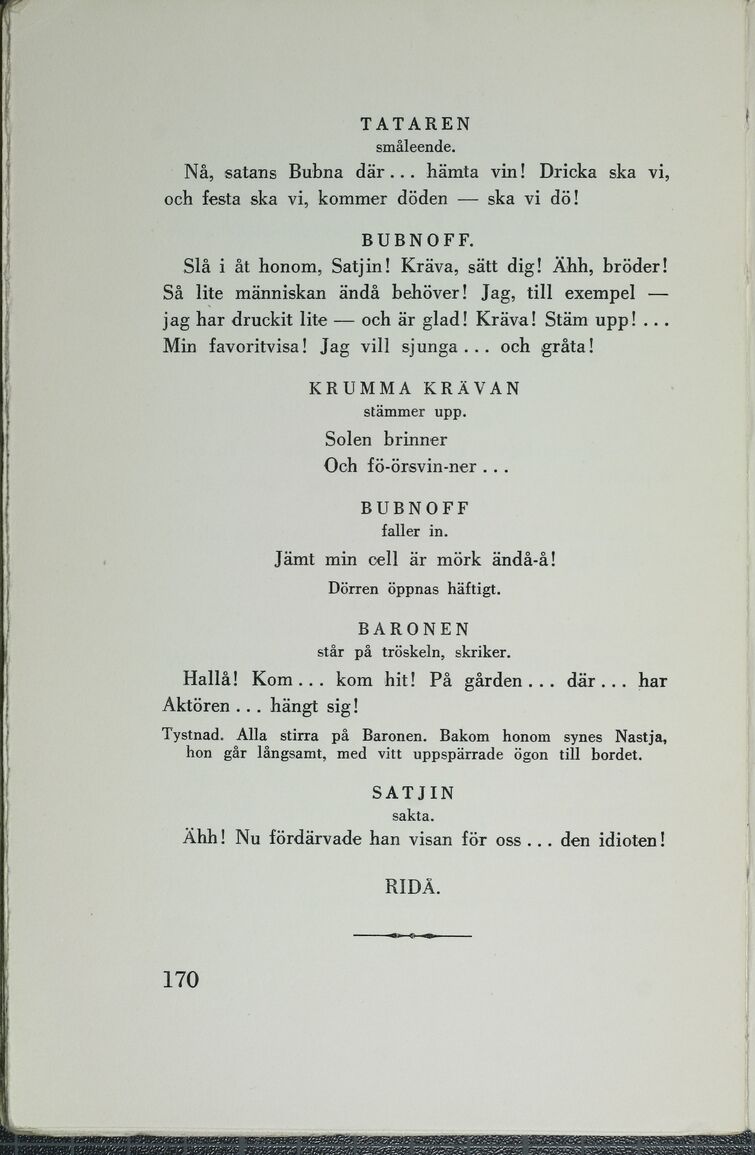 TATAREN
småleende.
Nå, satans Bubna där... hämta vin! Dricka ska vi,
och festa ska vi, kommer döden — ska vi dö!
BUBNOFF.
Slå i åt honom, Satjin! Kräva, sätt dig! Ähh, bröder!
Så lite människan ändå behöver! Jag, till exempel —
jag har druckit lite — och är glad! Kräva! Stäm upp! ...
Min favoritvisa! Jag vill sjunga... och gråta!
KRUMMA KRÄVAN
stämmer upp.
Solen brinner
Och fö-örsvin-ner ...
BUBNOFF
faller in.
Jämt min cell är mörk ändå-å!
Dörren öppnas häftigt.
BARONEN
står på tröskeln, skriker.
Hallå! Kom... kom hit! På gården... där... har
Aktören ... hängt sig!
Tystnad. Alla stirra på Baronen. Bakom honom synes Nastja,
hon går långsamt, med vitt uppspärrade ögon till bordet.
SATJIN
sakta.
Ähh! Nu fördärvade han visan för oss ... den idioten!
RIDÅ.
170